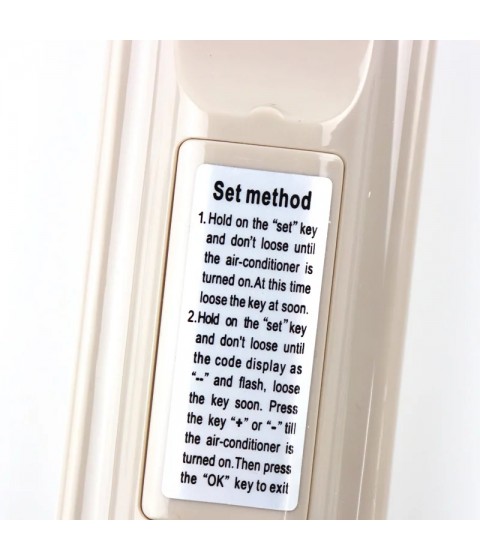 Set method
1. Hold on the “set” key
and don't loose until
the air-conditioner is
turned on.At this time
loose the key at soon.
2.Hold on the “set” key
and don't loose until
the code display as
“--” and flash, loose
the key soon. Press
the key “+” or “-” till
the air-conditioner is
turned on.Then press
the “OK” key to exit